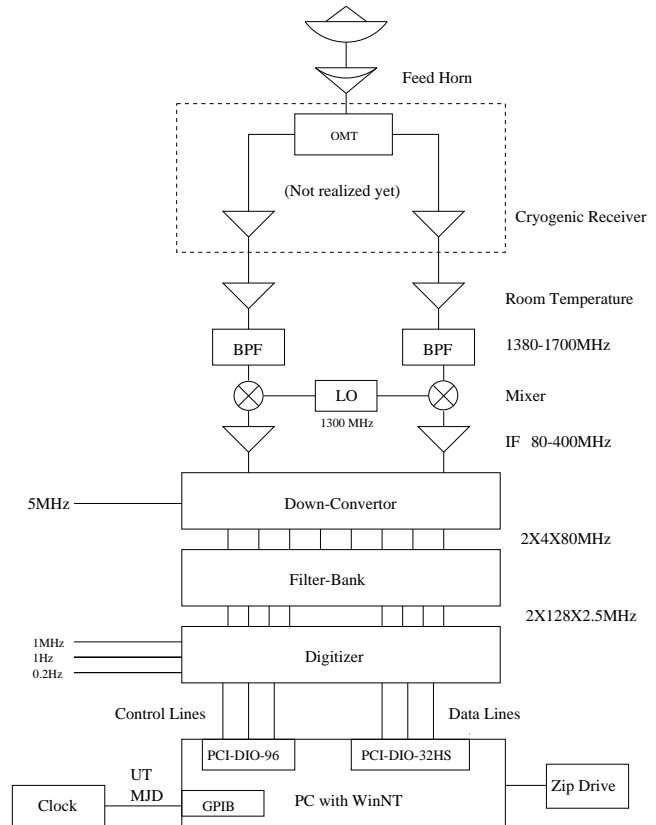 Feed Horn
OMT
(Not realized yet)
Cryogenic Receiver
Room Temperature
BPF
BPF
1380-1700MHz
LO
Mixer
1300 MHz
IF 80-400MHz
Down-Convertor
5MHz
2X4X80MHz
Filter-Bank
2X128X2.5MHz
1MHz
Digitizer
1Hz
0.2Hz
Control Lines
Data Lines
PCI-DIO-96
PCI-DIO-32HS
UT
Zip Drive
MJD
Clock
GPIB
PC with WinNT